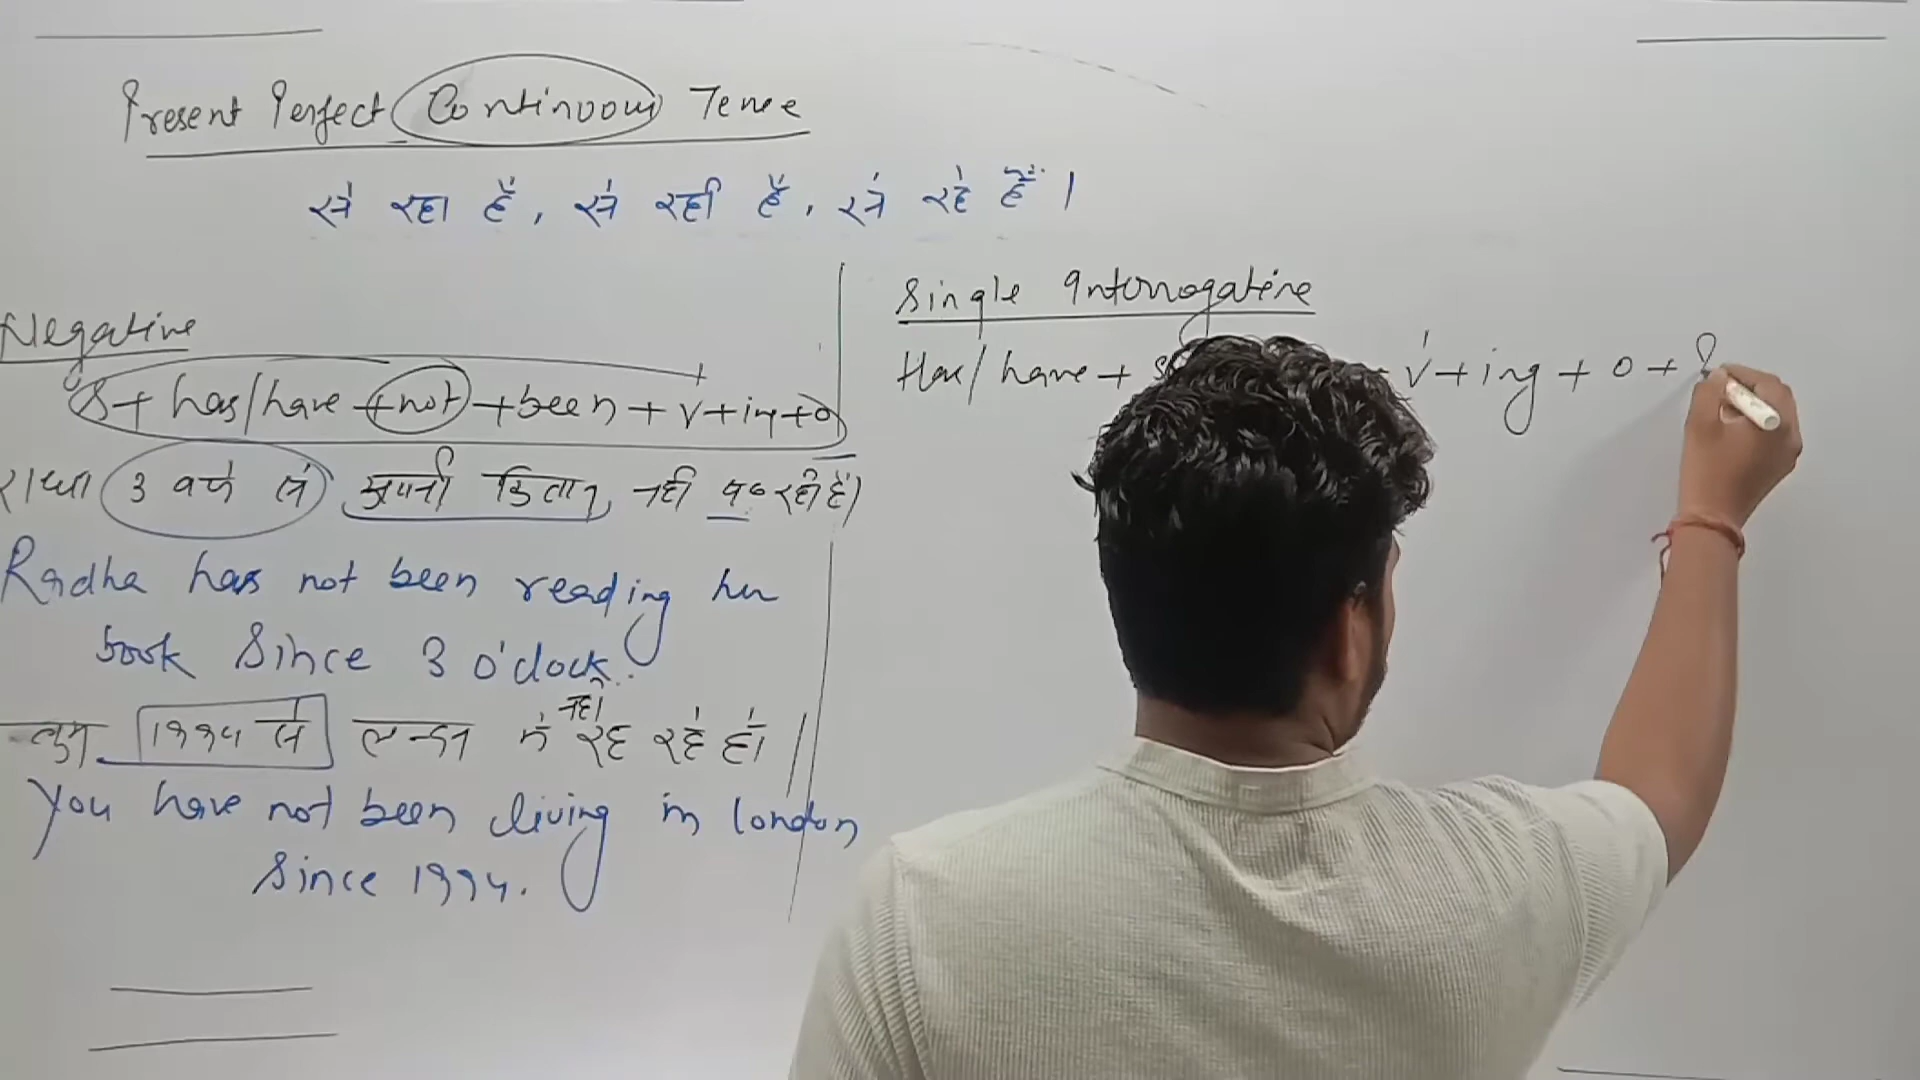 Present Perfect Continuous Tense
से रहा है, से रही है, से रहे हैं।
Negative
S + has/have + not + been + V + ing + o
राधा 3 बजे से अपनी किताब नही पढ़ रही है।
Radha has not been reading her
book Since 3 o'clock.
नही
तुम १९९५ से लन्दन में रह रहे हो।
You have not been living in london
Since
Single Interrogative
Has/have + V + ing + o + ?